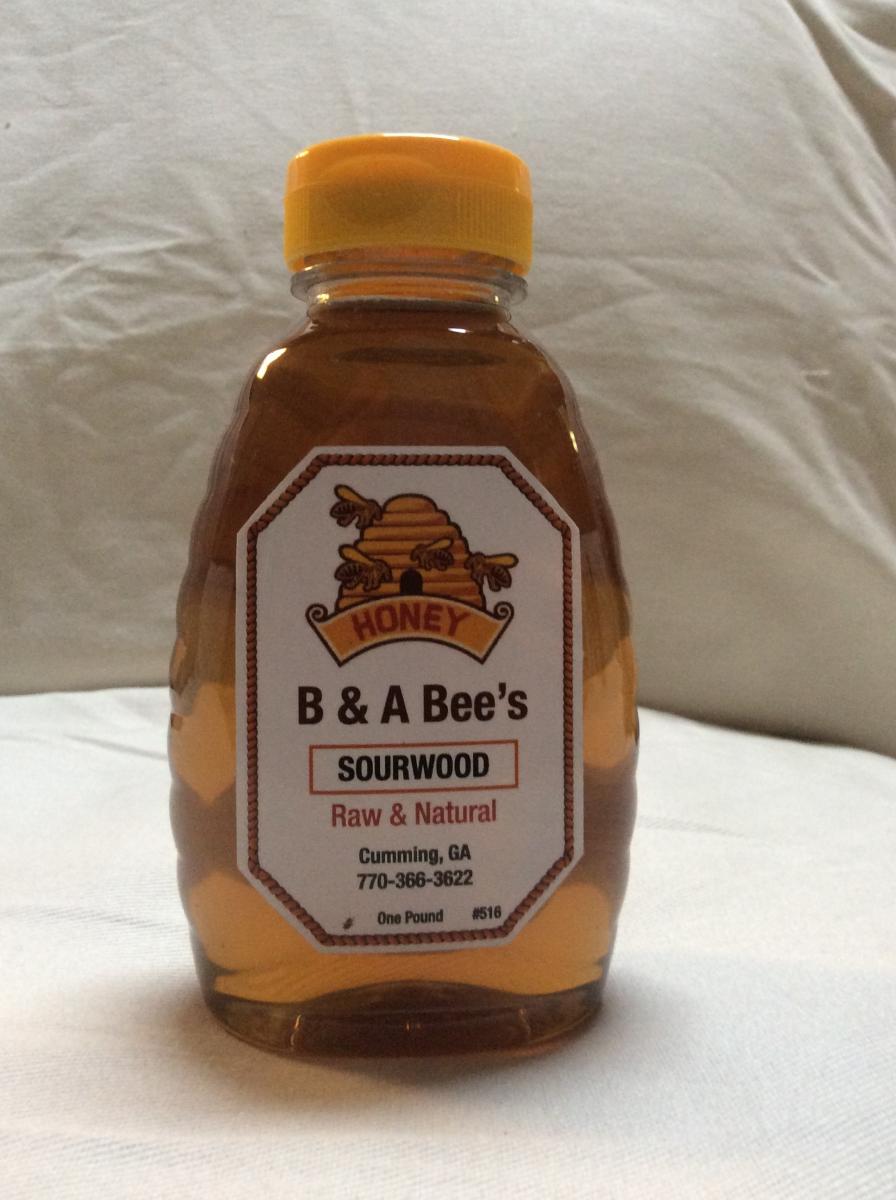 HONEY
B & A Bee's
SOURWOOD
Raw & Natural
Cumming, GA
770-366-3622
One Pound #516